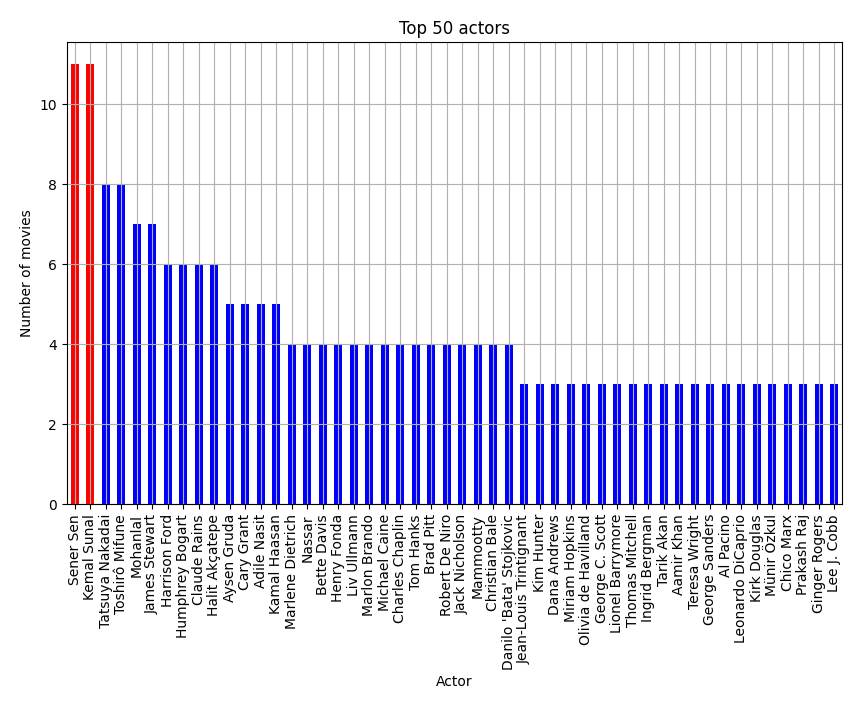 Top 50 actors
Number of movies
10
8
6
4
2
0
Sener Sen
Kemal Sunal
Tatsuya Nakadai
Toshirô Mifune
Mohanlal
James Stewart
Harrison Ford
Humphrey Bogart
Claude Rains
Halit Akçatepe
Aysen Gruda
Cary Grant
Adile Nasit
Kamal Haasan
Marlene Dietrich
Nassar
Bette Davis
Henry Fonda
Liv Ullmann
Marlon Brando
Michael Caine
Charles Chaplin
Tom Hanks
Brad Pitt
Robert De Niro
Jack Nicholson
Mammootty
Christian Bale
Danilo 'Bata' Stojkovic
Jean-Louis Trintignant
Kim Hunter
Dana Andrews
Miriam Hopkins
Olivia de Havilland
George C. Scott
Lionel Barrymore
Thomas Mitchell
Ingrid Bergman
Tarik Akan
Aamir Khan
Teresa Wright
George Sanders
Al Pacino
Leonardo DiCaprio
Kirk Douglas
Münir Özkul
Chico Marx
Prakash Raj
Ginger Rogers
Lee J. Cobb
Actor